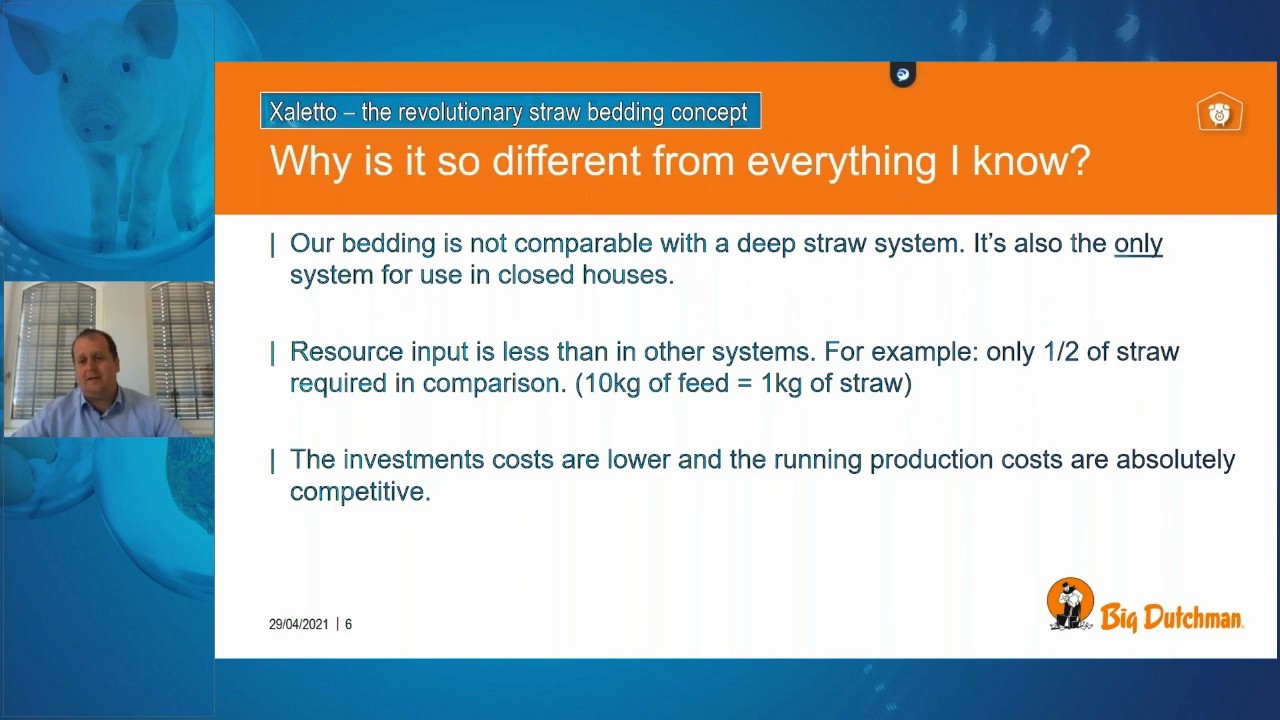 Xaletto – the revolutionary straw bedding concept
Why is it so different from everything I know?
| Our bedding is not comparable with a deep straw system. It’s also the only
system for use in closed houses.
| Resource input is less than in other systems. For example: only 1/2 of straw
required in comparison. (10kg of feed = 1kg of straw)
| The investments costs are lower and the running production costs are absolutely
competitive.
29/04/2021 | 6
Big Dutchman